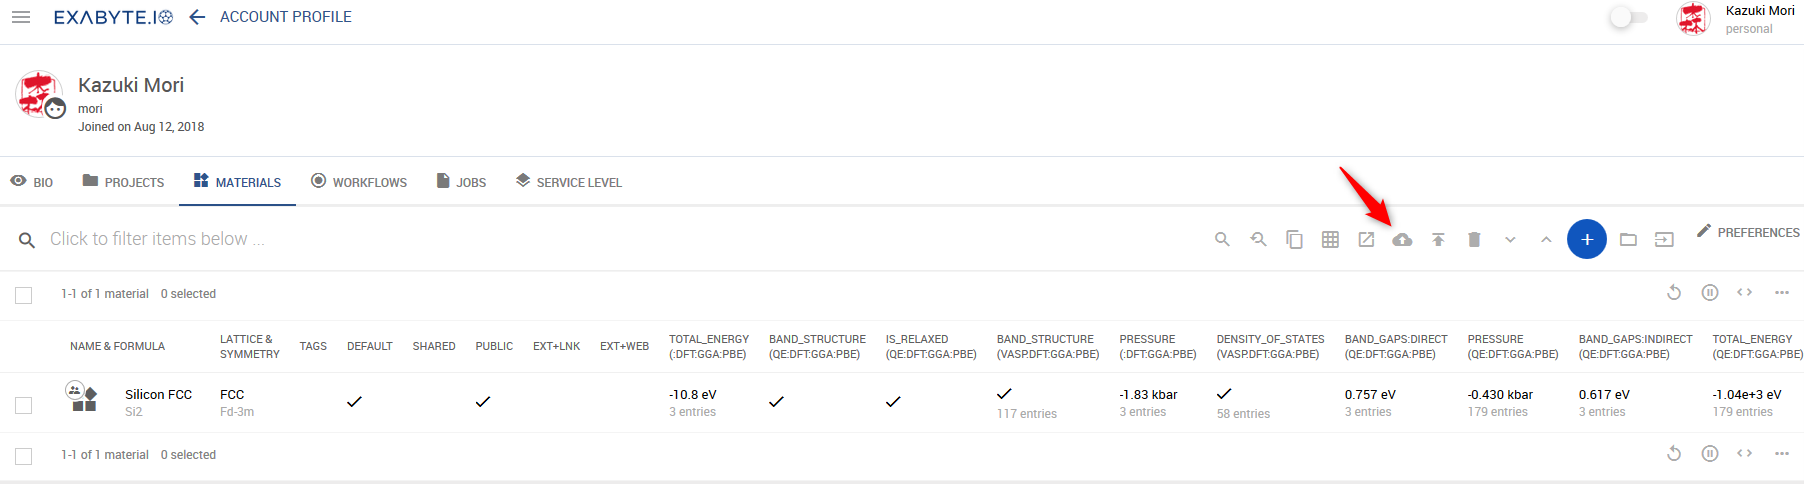 EXABYTE.IO ACCOUNT PROFILE
Kazuki Mori
personal
Kazuki Mori
mori
Joined on Aug 12, 2018
BIO PROJECTS MATERIALS WORKFLOWS JOBS SERVICE LEVEL
Click to filter items below ... PREFERENCES
1-1 of 1 material 0 selected
NAME & FORMULA LATTICE & SYMMETRY TAGS DEFAULT SHARED PUBLIC EXT+LNK EXT+WEB TOTAL_ENERGY (:DFT:GGA:PBE) BAND_STRUCTURE (QE:DFT:GGA:PBE) IS_RELAXED (QE:DFT:GGA:PBE) BAND_STRUCTURE (VASP:DFT:GGA:PBE) PRESSURE (:DFT:GGA:PBE) DENSITY_OF_STATES (VASP:DFT:GGA:PBE) BAND_GAPS:DIRECT (QE:DFT:GGA:PBE) PRESSURE (QE:DFT:GGA:PBE) BAND_GAPS:INDIRECT (QE:DFT:GGA:PBE) TOTAL_ENERGY (QE:DFT:GGA:PBE)
Silicon FCC FCC -10.8 eV -1.83 kbar 0.757 eV -0.430 kbar 0.617 eV -1.04e+3 eV
Si2 Fd-3m 3 entries 117 entries 3 entries 58 entries 3 entries 179 entries 3 entries 179 entries
1-1 of 1 material 0 selected